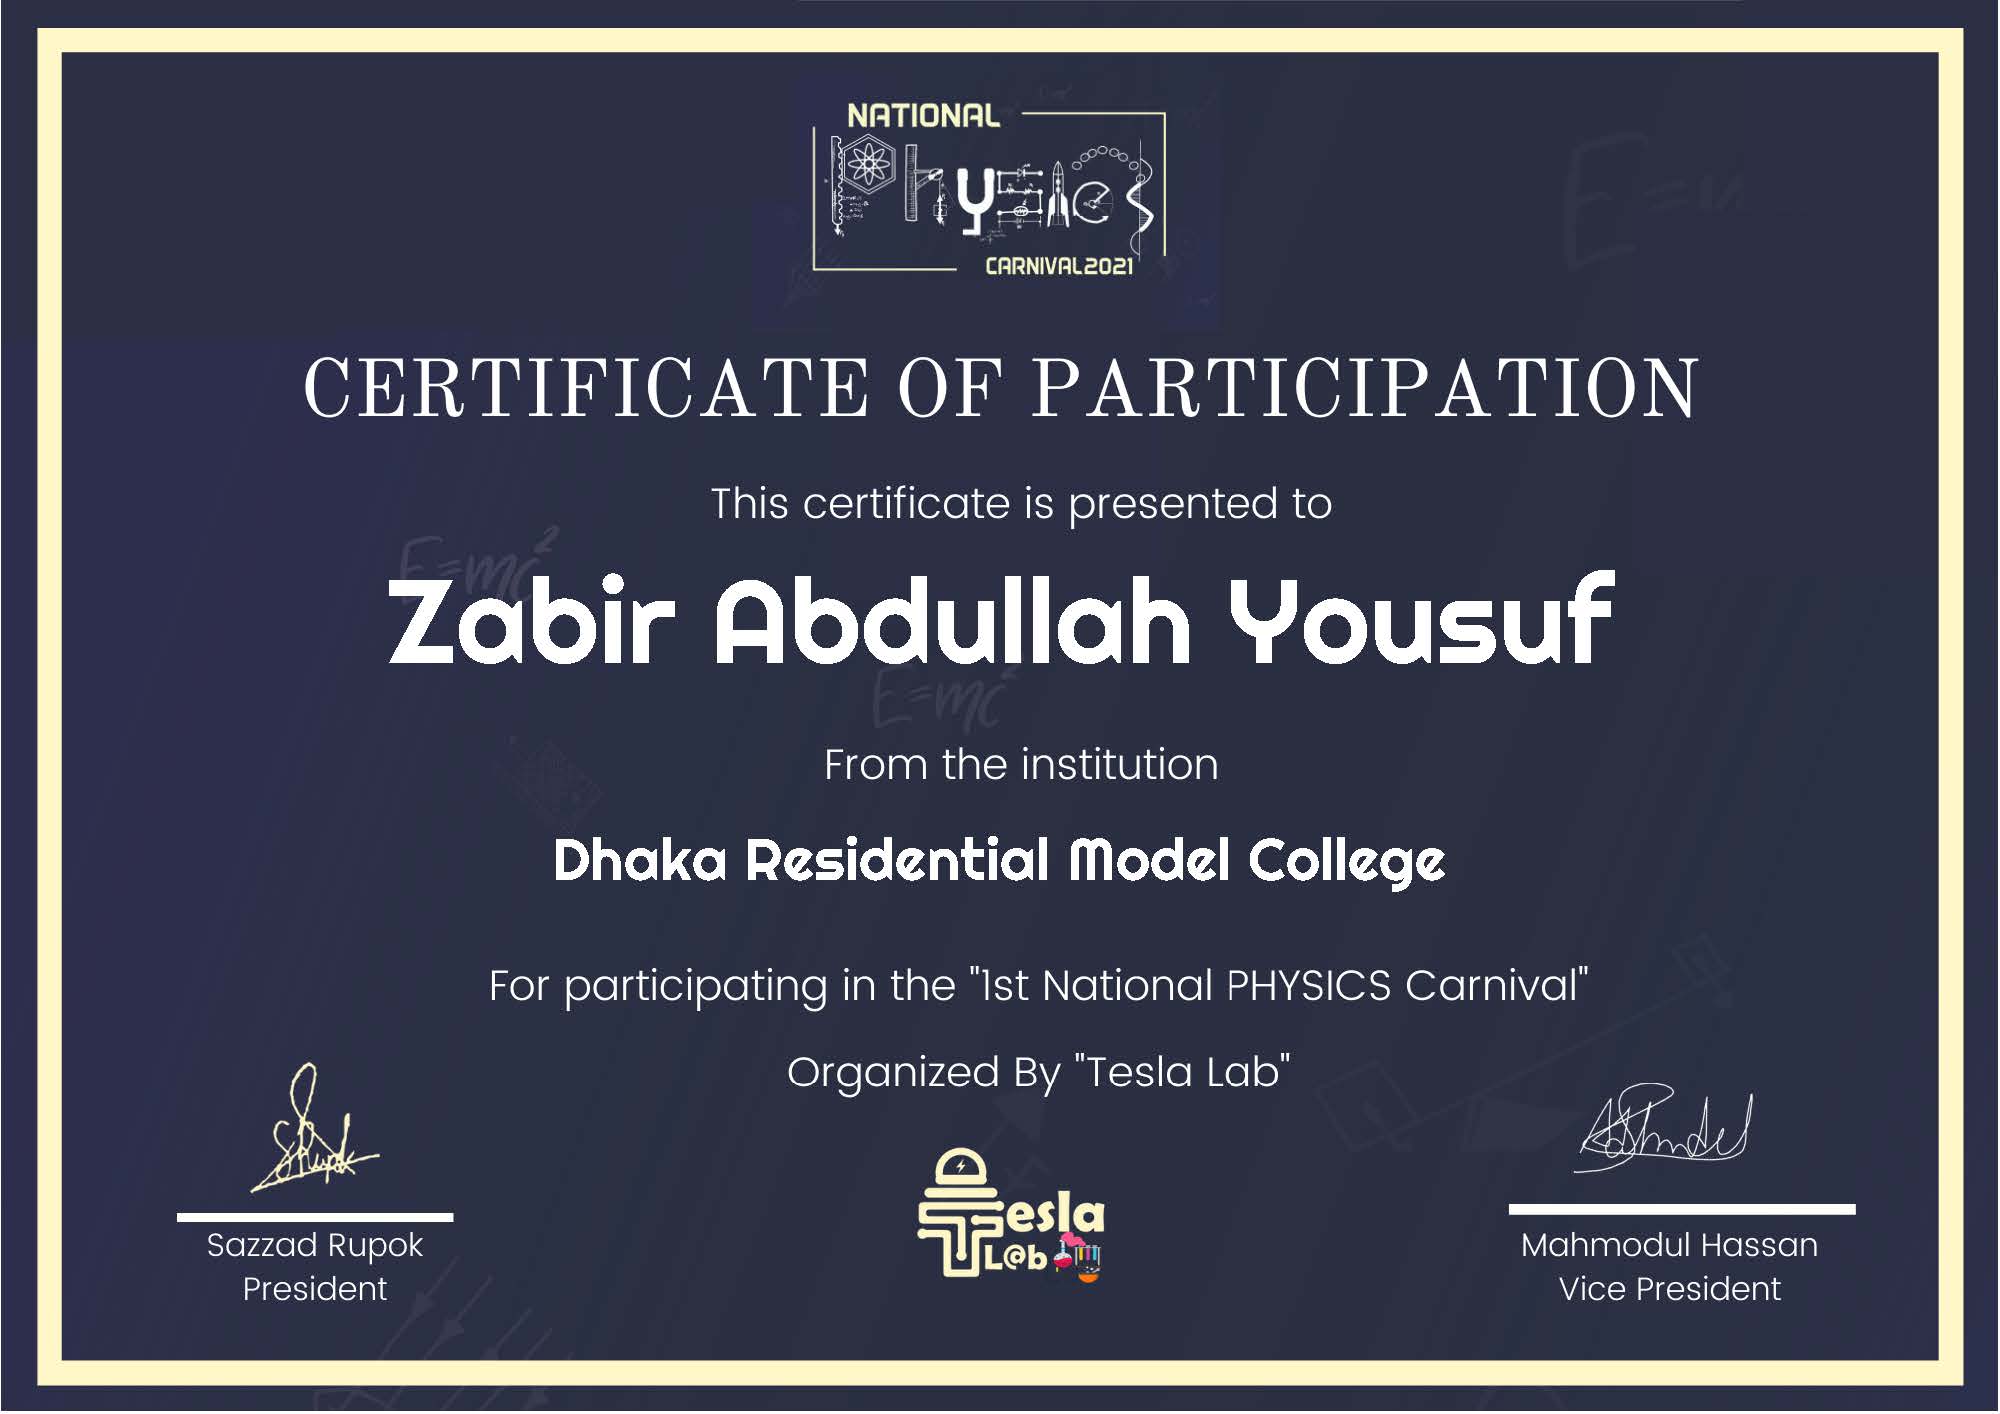 NATIONAL
Physics
CARNIVAL2021
CERTIFICATE OF PARTICIPATION
This certificate is presented to
E=mc²
Zabir Abdullah Yousuf
E=mc²
From the institution
Dhaka Residential Model College
For participating in the "1st National PHYSICS Carnival"
Organized By "Tesla Lab"
Tesla
L@b
Sazzad Rupok
President
Mahmodul Hassan
Vice President